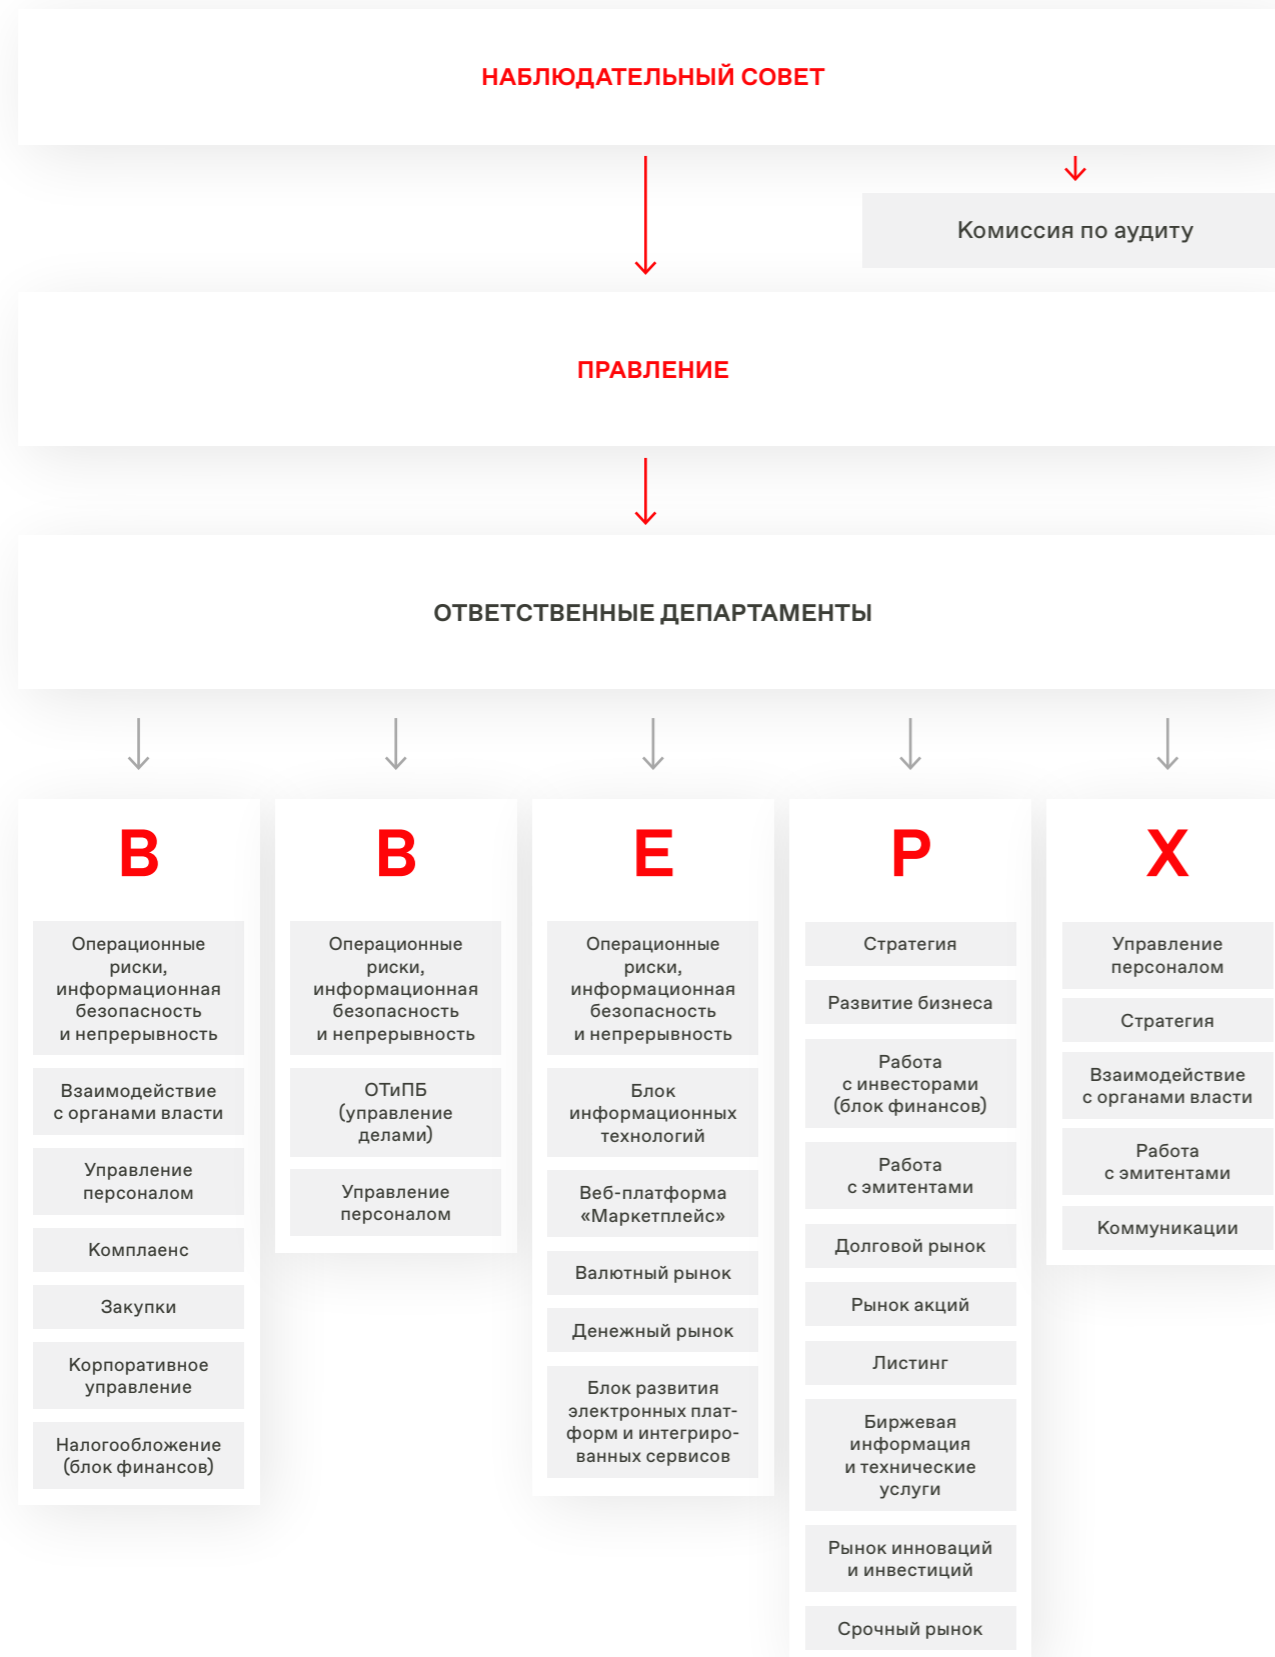 НАБЛЮДАТЕЛЬНЫЙ СОВЕТ
Комиссия по аудиту
ПРАВЛЕНИЕ
ОТВЕТСТВЕННЫЕ ДЕПАРТАМЕНТЫ
В
Операционные
риски,
информационная
безопасность
и непрерывность
Взаимодействие
с органами власти
Управление
персоналом
Комплаенс
Закупки
Корпоративное
управление
Налогообложение
(блок финансов)
В
Операционные
риски,
информационная
безопасность
и непрерывность
ОТиПБ
(управление
делами)
Управление
персоналом
Е
Операционные
риски,
информационная
безопасность
и непрерывность
Блок
информационных
технологий
Веб-платформа
«Маркетплейс»
Валютный рынок
Денежный рынок
Блок развития
электронных плат-
форм и интегриро-
ванных сервисов
Р
Стратегия
Развитие бизнеса
Работа
с инвесторами
(блок финансов)
Работа
с эмитентами
Долговой рынок
Рынок акций
Листинг
Биржевая
информация
и технические
услуги
Рынок инноваций
и инвестиций
Срочный рынок
Х
Управление
персоналом
Стратегия
Взаимодействие
с органами власти
Работа
с эмитентами
Коммуникации